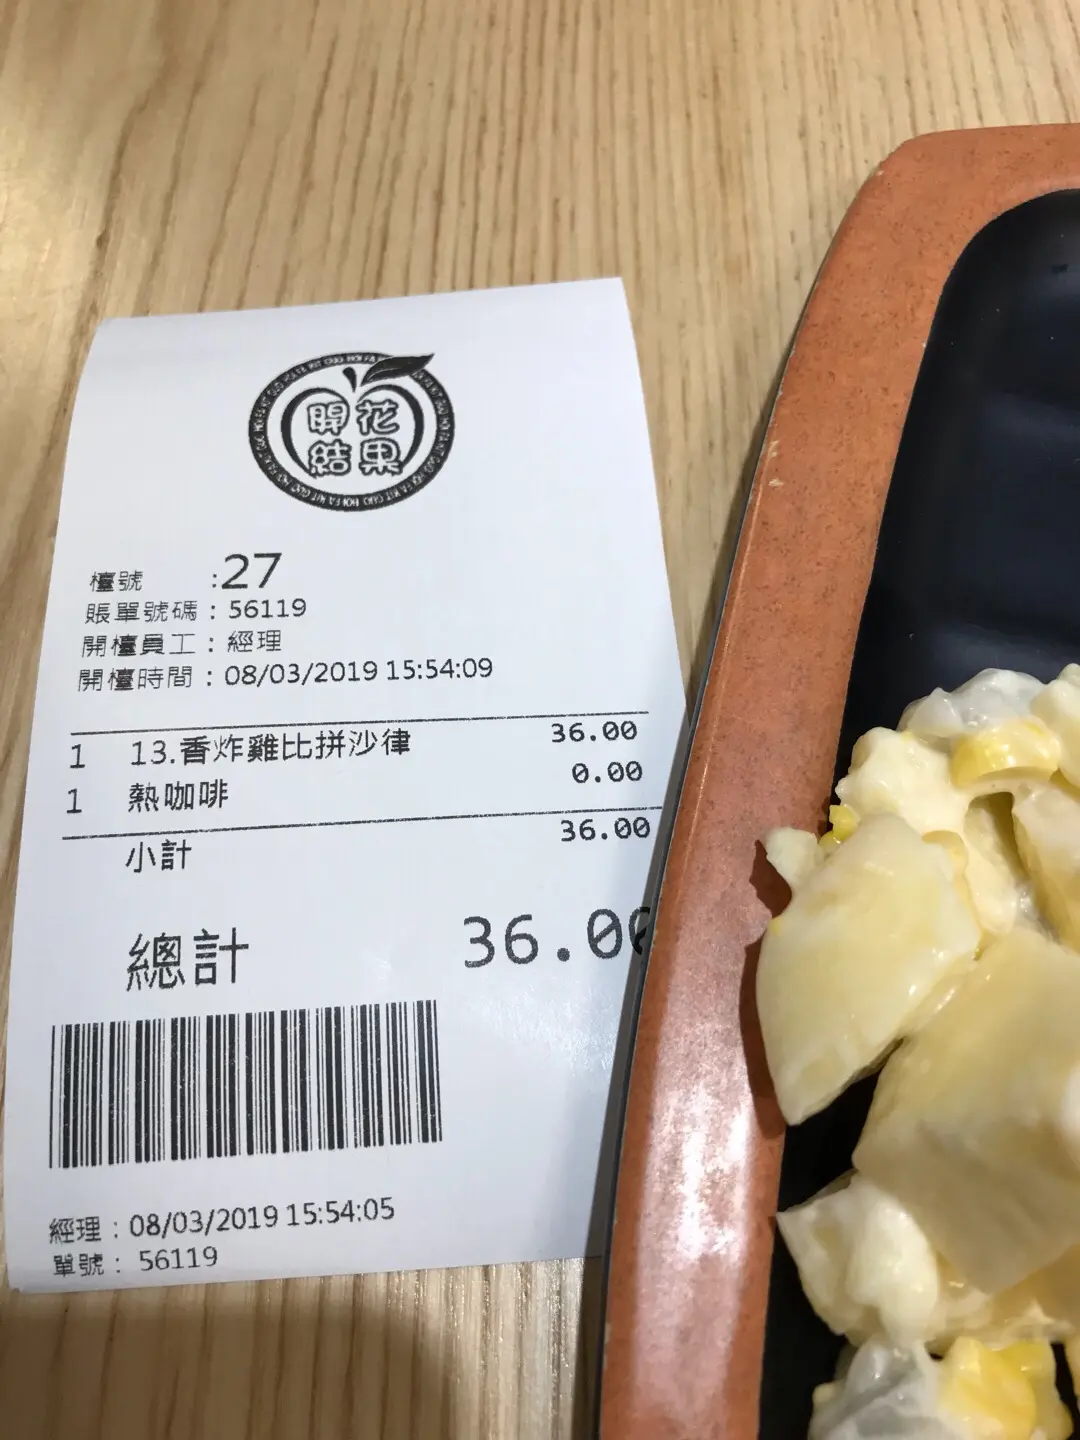 開花
結果
檯號 :27
賬單號碼 : 56119
開檯員工 : 經理
開檯時間 : 08/03/2019 15:54:09
1 13.香炸雞比拼沙律 36.00
1 熱咖啡 0.00
小計 36.00
總計 36.00
經理 : 08/03/2019 15:54:05
單號 : 56119